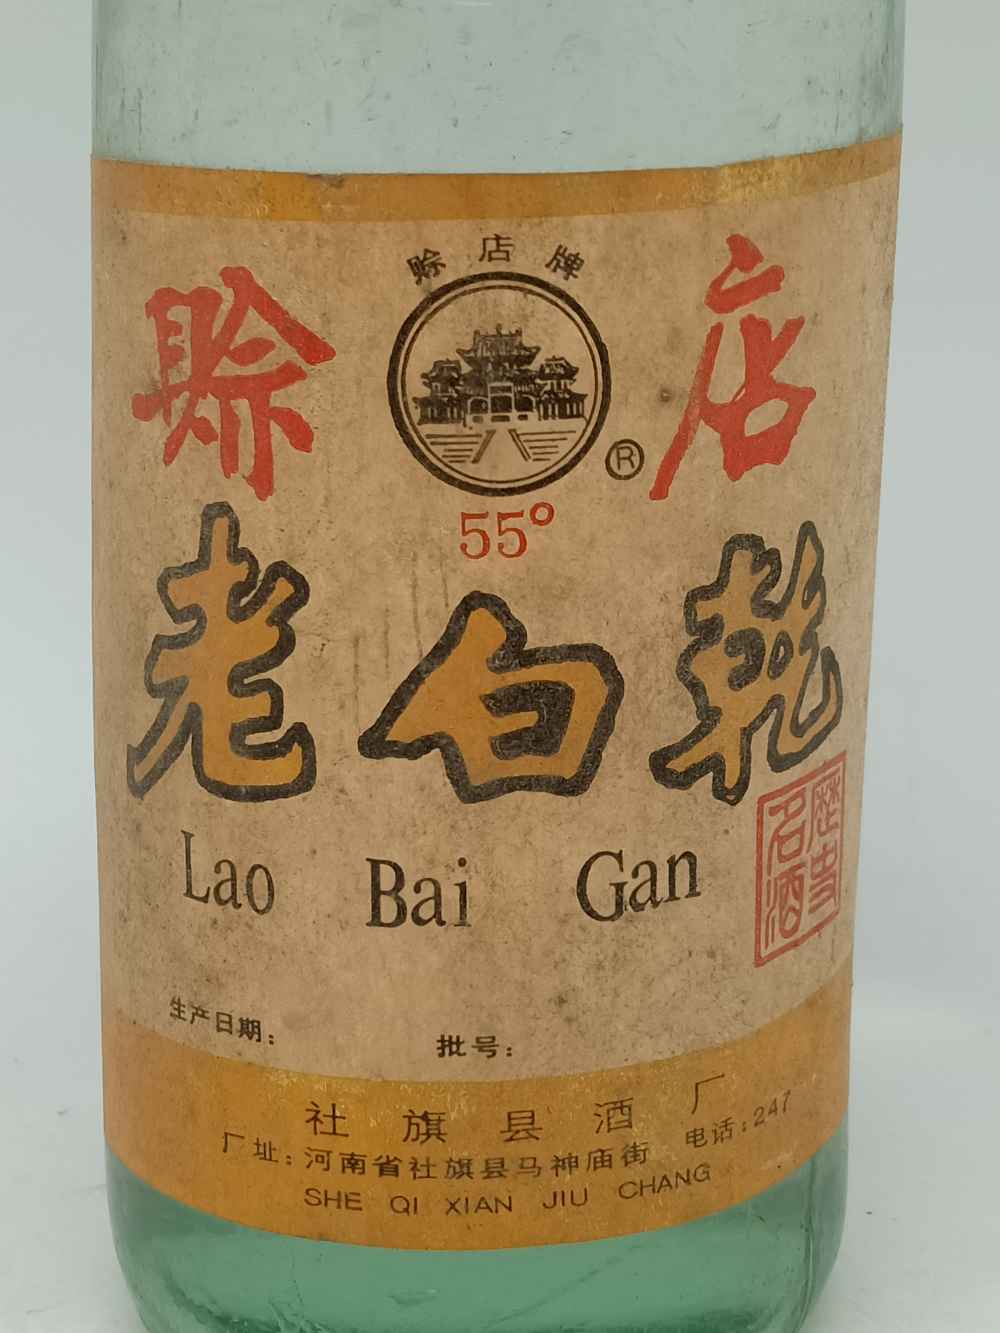 赊店牌
赊店
®
55°
老白乾
Lao Bai Gan
历史
名酒
生产日期：
批号：
社旗县酒厂
厂址：河南省社旗县马神庙街 电话：247
SHE QI XIAN JIU CHANG